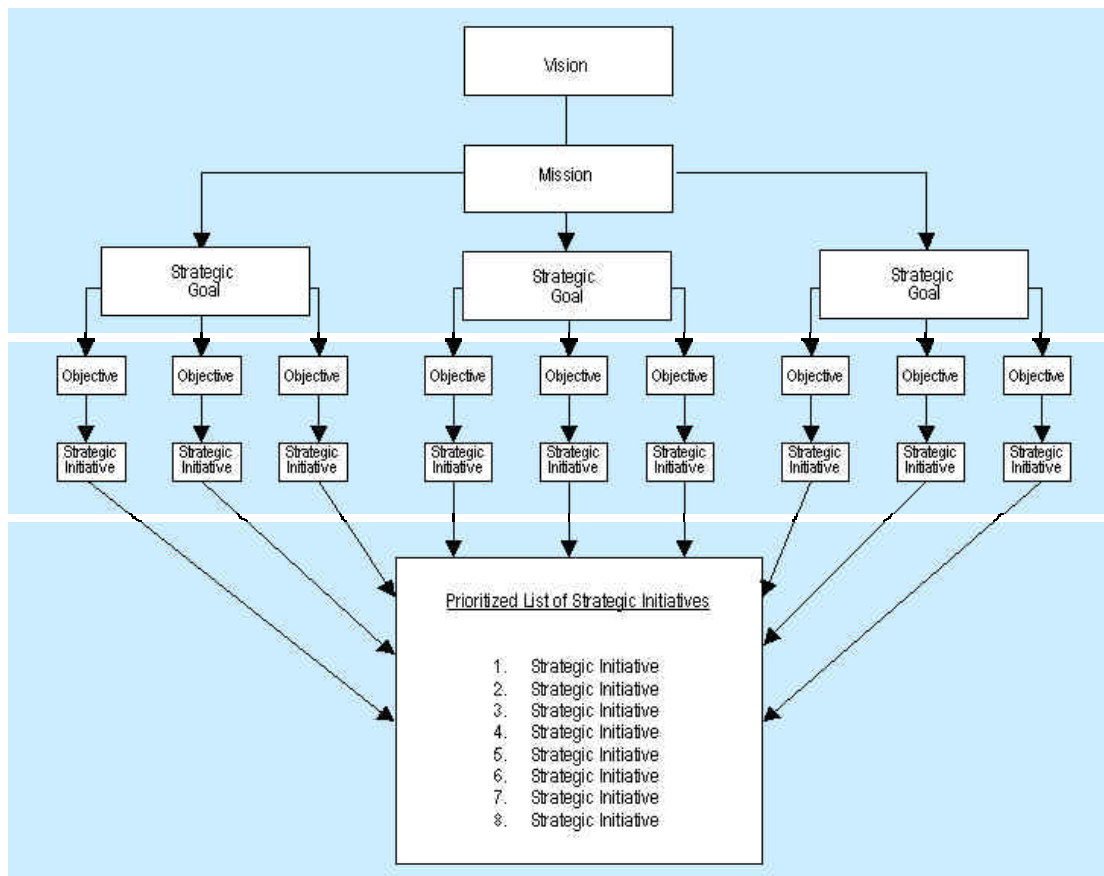 Vision
Mission
Strategic
Goal
Strategic
Goal
Strategic
Goal
Objective
Objective
Objective
Objective
Objective
Objective
Objective
Objective
Objective
Strategic
Initiative
Strategic
Initiative
Strategic
Initiative
Strategic
Initiative
Strategic
Initiative
Strategic
Initiative
Strategic
Initiative
Strategic
Initiative
Strategic
Initiative
Prioritized List of Strategic Initiatives
1. Strategic Initiative
2. Strategic Initiative
3. Strategic Initiative
4. Strategic Initiative
5. Strategic Initiative
6. Strategic Initiative
7. Strategic Initiative
8. Strategic Initiative